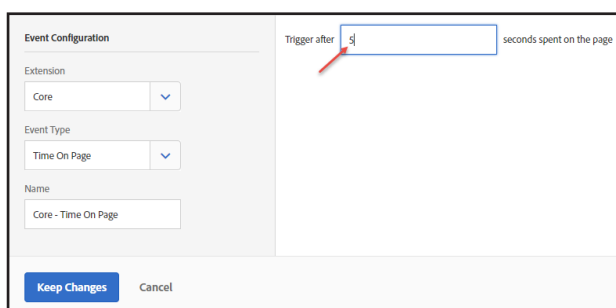 Event Configuration
Extension
Core
Event Type
Time On Page
Name
Core - Time On Page
Trigger after 5 seconds spent on the page
Keep Changes Cancel